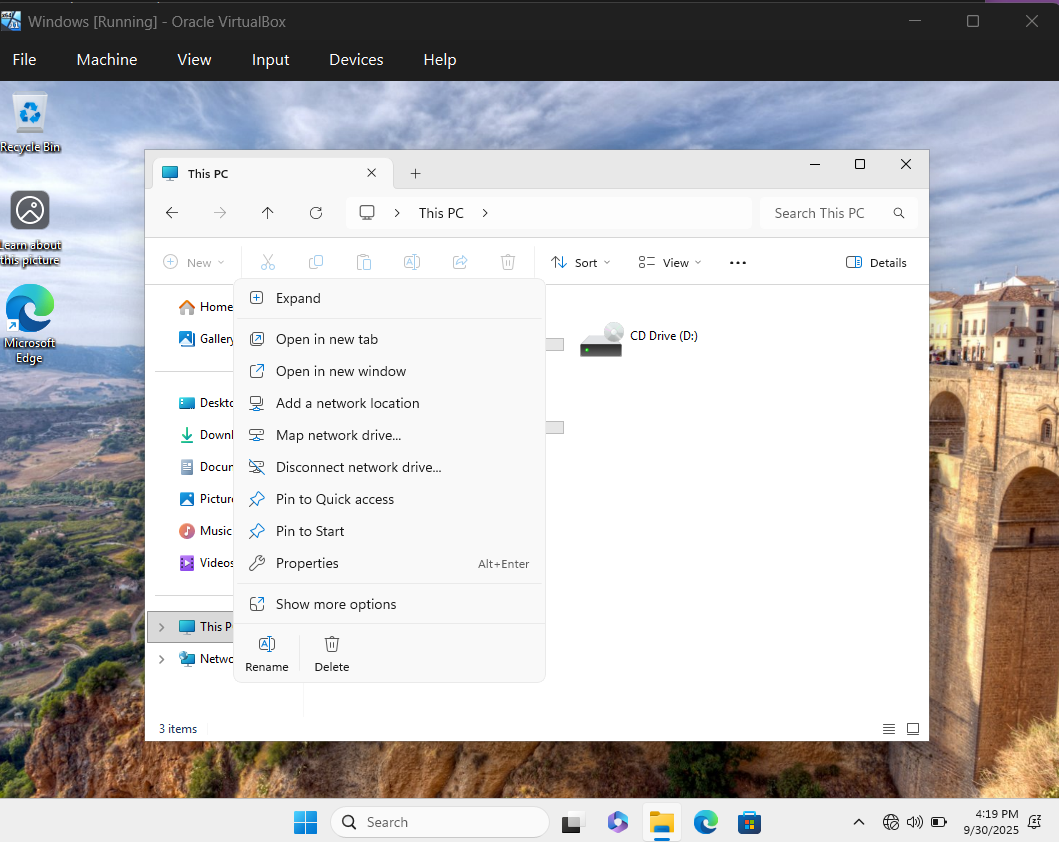 Windows [Running] - Oracle VirtualBox
File Machine View Input Devices Help
Recycle Bin
Learn about
this picture
Microsoft
Edge
This PC
This PC
Search This PC
New
Sort
View
Details
Home
Gallery
Deskto
Downl
Docun
Picture
Music
Videos
This P
Netwo
Expand
Open in new tab
Open in new window
Add a network location
Map network drive...
Disconnect network drive...
Pin to Quick access
Pin to Start
Properties Alt+Enter
Show more options
Rename
Delete
CD Drive (D:)
3 items
Search
4:19 PM
9/30/2025